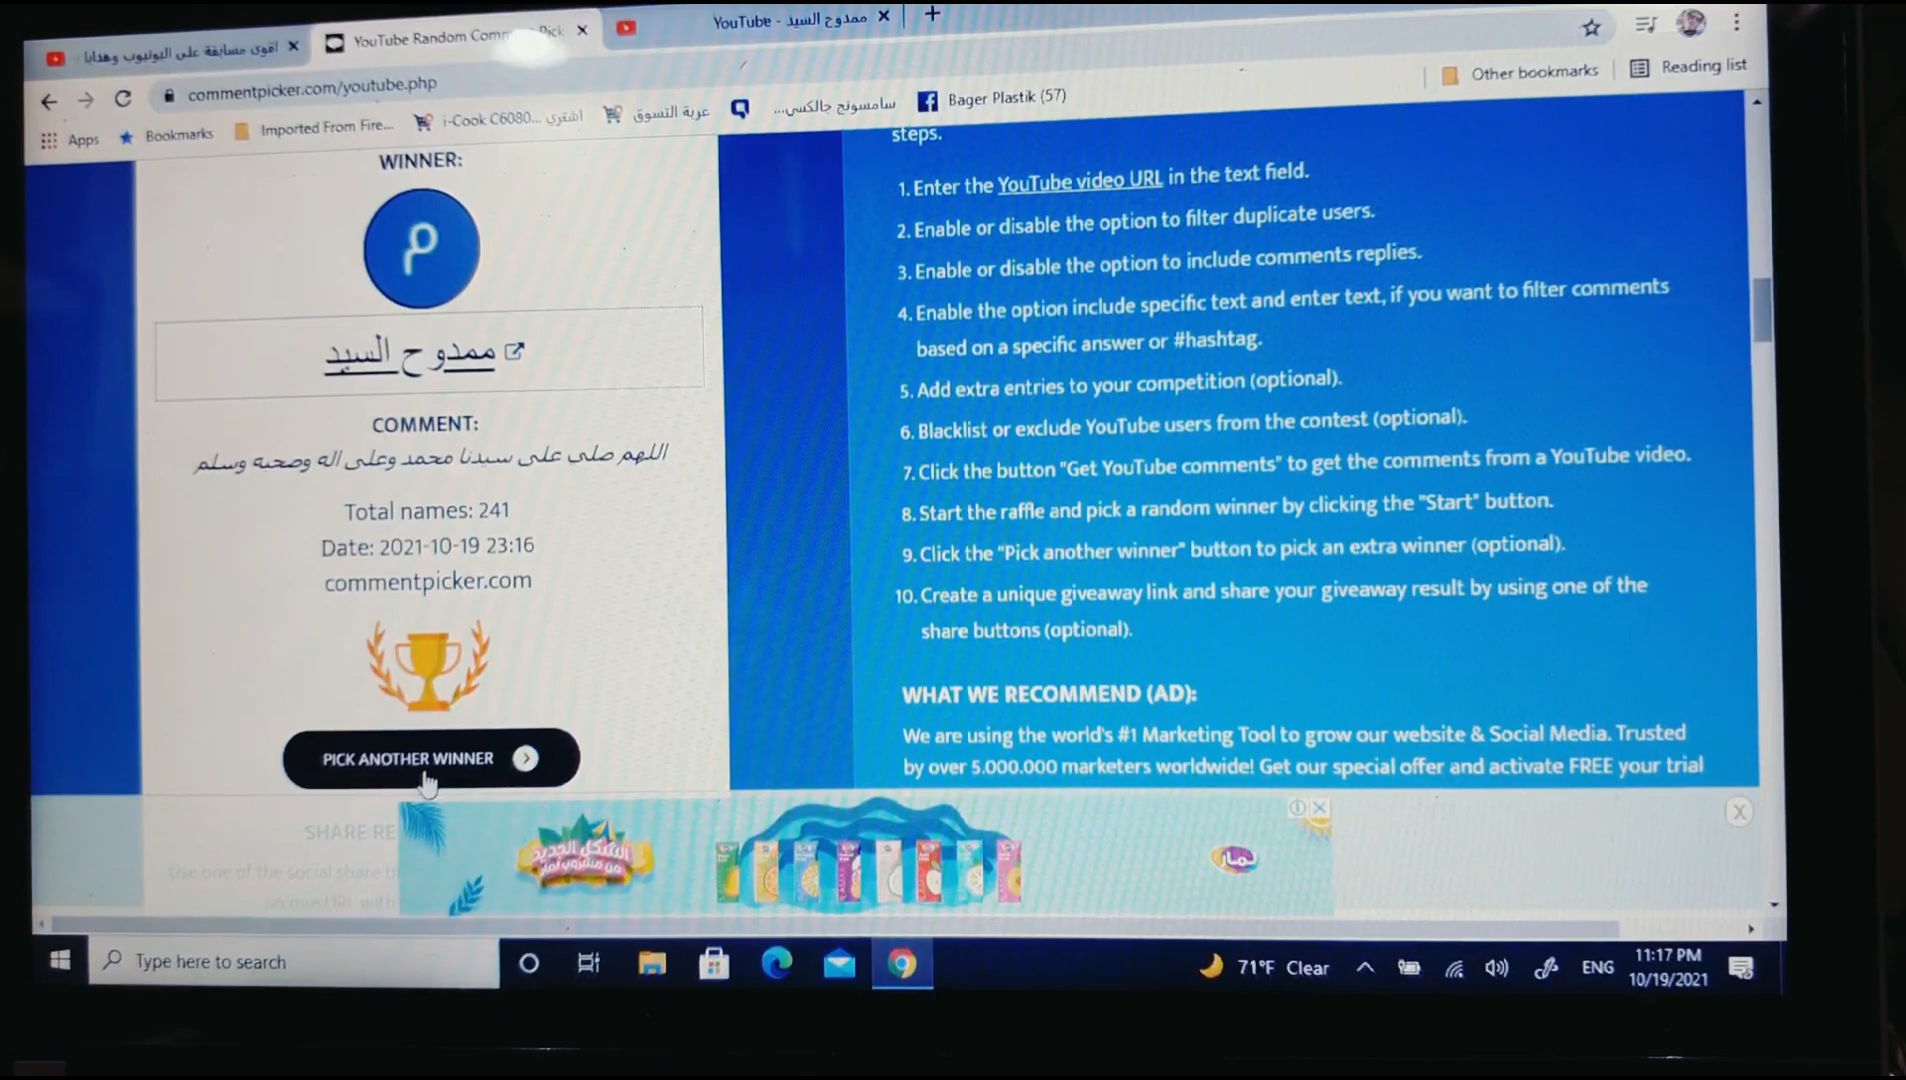 اقوى مسابقة على اليوتيوب وهدايا
YouTube Random Comm
Pick
ممدوح السيد - YouTube
commentpicker.com/youtube.php
Other bookmarks
Reading list
Apps
Bookmarks
Imported From Fire...
i-Cook C6080... اشترى
عربة التسوق
سامسونج جالكسي...
Bager Plastik (57)
WINNER:
م
ممدوح السيد
COMMENT:
اللهم صلى على سيدنا محمد وعلى اله وصحبه وسلم
Total names: 241
Date: 2021-10-19 23:16
commentpicker.com
PICK ANOTHER WINNER
SHARE RE
Use one of the social share b
steps.
1. Enter the YouTube video URL in the text field.
2. Enable or disable the option to filter duplicate users.
3. Enable or disable the option to include comments replies.
4. Enable the option include specific text and enter text, if you want to filter comments
based on a specific answer or #hashtag.
5. Add extra entries to your competition (optional).
6. Blacklist or exclude YouTube users from the contest (optional).
7. Click the button "Get YouTube comments" to get the comments from a YouTube video.
8. Start the raffle and pick a random winner by clicking the "Start" button.
9. Click the "Pick another winner" button to pick an extra winner (optional).
10. Create a unique giveaway link and share your giveaway result by using one of the
share buttons (optional).
WHAT WE RECOMMEND (AD):
We are using the world's #1 Marketing Tool to grow our website & Social Media. Trusted
by over 5.000.000 marketers worldwide! Get our special offer and activate FREE your trial
الشكل الجديد
لمار
Type here to search
71°F Clear
ENG
11:17 PM
10/19/2021